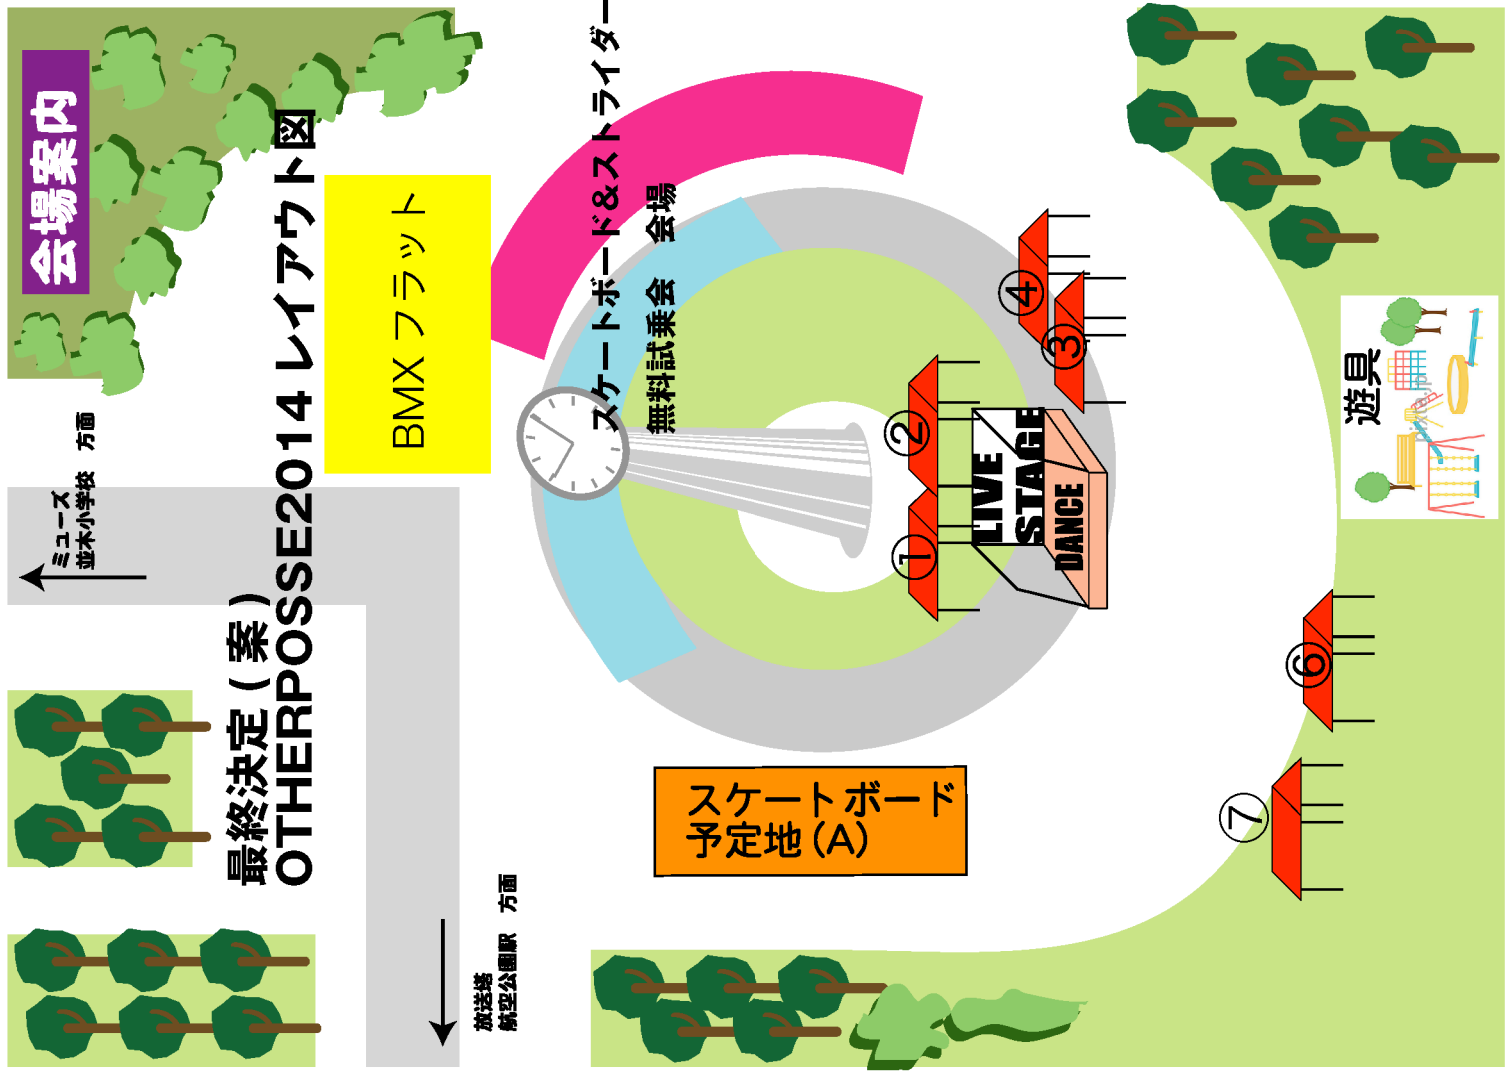 会場案内
最終決定(案)
OTHERPOSSE2014 レイアウト図
ミューズ
並木小学校 方面
BMX フラット
スケートボード&ストライダー
無料試乗会 会場
④
③
②
①
LIVE
STAGE
DANCE
遊具
⑥
⑦
スケートボード
予定地(A)
放送塔
航空公園駅 方面